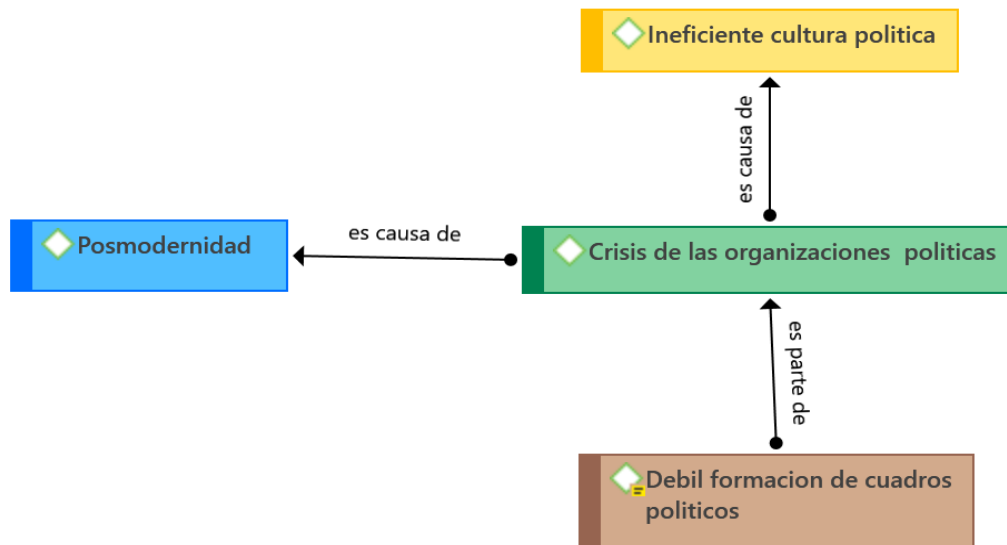 Ineficiente cultura politica
es causa de
Posmodernidad
es causa de
Crisis de las organizaciones  politicas
es parte de
Debil formacion de cuadros
politicos